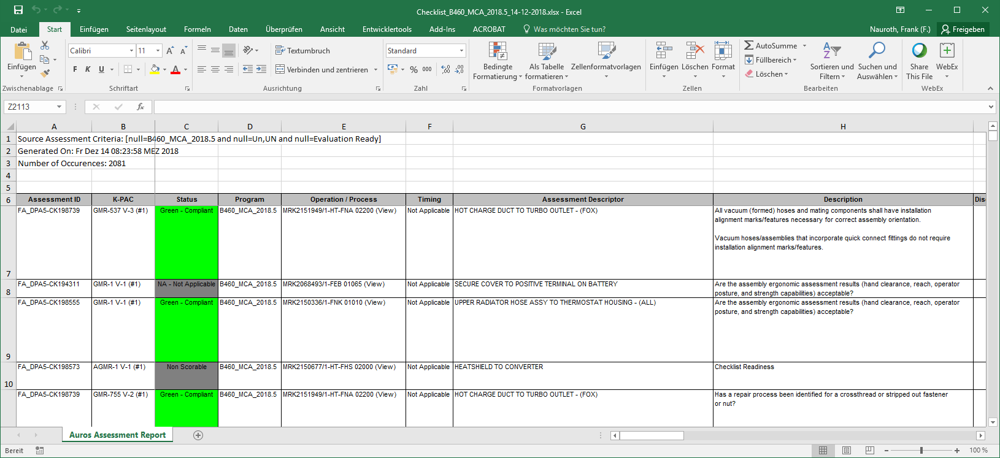 Checklist_B460_MCA_2018.5_14-12-2018.xlsx - Excel
Datei Start Einfügen Seitenlayout Formeln Daten Überprüfen Ansicht Entwicklertools Add-Ins ACROBAT Was möchten Sie tun? Nauroth, Frank (F.) Freigeben
Einfügen
Calibri 11
F K U
Textumbruch
Verbinden und zentrieren
Standard
% 000
Bedingte Formatierung
Als Tabelle formatieren
Zellenformatvorlagen
Einfügen Löschen Format
AutoSumme
Füllbereich
Löschen
Sortieren und Filtern
Suchen und Auswählen
Share This File
WebEx
Zwischenablage Schriftart Ausrichtung Zahl Formatvorlagen Zellen Bearbeiten WebEx
Z2113 fx
A B C D E F G H
1 Source Assessment Criteria: [null=B460_MCA_2018.5 and null=Un,UN and null=Evaluation Ready]
2 Generated On: Fr Dez 14 08:23:58 MEZ 2018
3 Number of Occurences: 2081
4
5
6 Assessment ID K-PAC Status Program Operation / Process Timing Assessment Descriptor Description Dis
7 FA_DPA5-CK198739 GMR-537 V-3 (#1) Green - Compliant B460_MCA_2018.5 MRK2151949/1-HT-FNA 02200 (View) Not Applicable HOT CHARGE DUCT TO TURBO OUTLET - (FOX) All vacuum (formed) hoses and mating components shall have installation
alignment marks/features necessary for correct assembly orientation.
Vacuum hoses/assemblies that incorporate quick connect fittings do not require
installation alignment marks/features.
8 FA_DPA5-CK194311 GMR-1 V-1 (#1) NA - Not Applicable B460_MCA_2018.5 MRK2068493/1-FEB 01065 (View) Not Applicable SECURE COVER TO POSITIVE TERMINAL ON BATTERY Are the assembly ergonomic assessment results (hand clearance, reach, operator
posture, and strength capabilities) acceptable?
9 FA_DPA5-CK198555 GMR-1 V-1 (#1) Green - Compliant B460_MCA_2018.5 MRK2150336/1-FNK 01010 (View) Not Applicable UPPER RADIATOR HOSE ASSY TO THERMOSTAT HOUSING - (ALL) Are the assembly ergonomic assessment results (hand clearance, reach, operator
posture, and strength capabilities) acceptable?
10 FA_DPA5-CK198573 AGMR-1 V-1 (#1) Non Scorable B460_MCA_2018.5 MRK2150677/1-HT-FHS 02000 (View) Not Applicable HEATSHIELD TO CONVERTER Checklist Readiness
FA_DPA5-CK198739 GMR-755 V-2 (#1) Green - Compliant B460_MCA_2018.5 MRK2151949/1-HT-FNA 02200 (View) Not Applicable HOT CHARGE DUCT TO TURBO OUTLET - (FOX) Has a repair process been identified for a crossthread or stripped out fastener
or nut?
Auros Assessment Report
Bereit 100 %